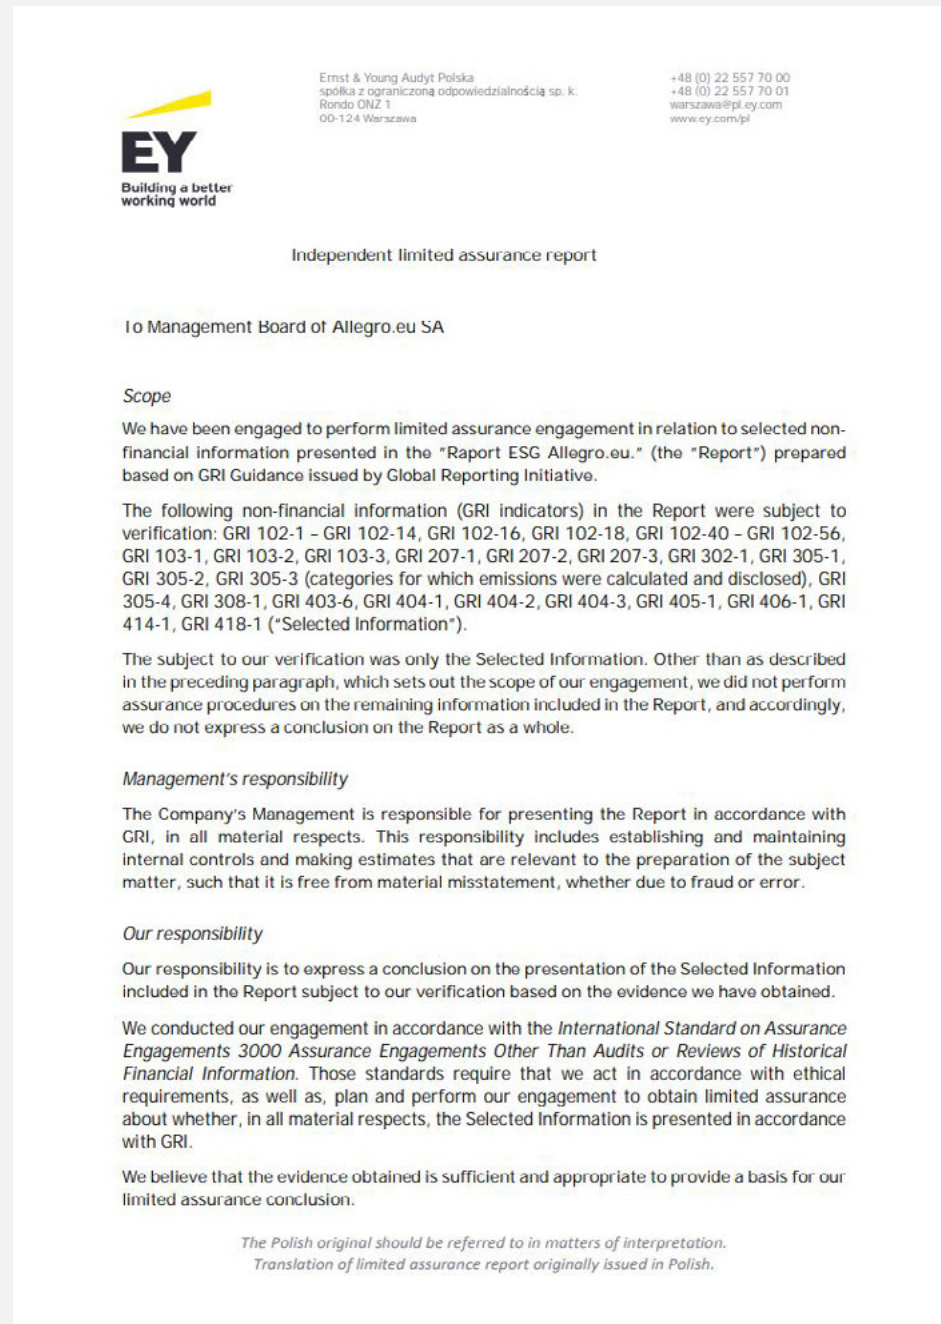 Ernst & Young Audyt Polska
spółka z ograniczoną odpowiedzialnością sp. k.
Rondo ONZ 1
00-124 Warszawa
+48 (0) 22 557 70 00
+48 (0) 22 557 70 01
warszawa@pl.ey.com
www.ey.com/pl
EY
Building a better
working world
Independent limited assurance report
To Management Board of Allegro.eu SA
Scope
We have been engaged to perform limited assurance engagement in relation to selected non-
financial information presented in the "Raport ESG Allegro.eu." (the "Report") prepared
based on GRI Guidance issued by Global Reporting Initiative.
The following non-financial information (GRI indicators) in the Report were subject to
verification: GRI 102-1 – GRI 102-14, GRI 102-16, GRI 102-18, GRI 102-40 – GRI 102-56,
GRI 103-1, GRI 103-2, GRI 103-3, GRI 207-1, GRI 207-2, GRI 207-3, GRI 302-1, GRI 305-1,
GRI 305-2, GRI 305-3 (categories for which emissions were calculated and disclosed), GRI
305-4, GRI 308-1, GRI 403-6, GRI 404-1, GRI 404-2, GRI 404-3, GRI 405-1, GRI 406-1, GRI
414-1, GRI 418-1 ("Selected Information").
The subject to our verification was only the Selected Information. Other than as described
in the preceding paragraph, which sets out the scope of our engagement, we did not perform
assurance procedures on the remaining information included in the Report, and accordingly,
we do not express a conclusion on the Report as a whole.
Management's responsibility
The Company's Management is responsible for presenting the Report in accordance with
GRI, in all material respects. This responsibility includes establishing and maintaining
internal controls and making estimates that are relevant to the preparation of the subject
matter, such that it is free from material misstatement, whether due to fraud or error.
Our responsibility
Our responsibility is to express a conclusion on the presentation of the Selected Information
included in the Report subject to our verification based on the evidence we have obtained.
We conducted our engagement in accordance with the International Standard on Assurance
Engagements 3000 Assurance Engagements Other Than Audits or Reviews of Historical
Financial Information. Those standards require that we act in accordance with ethical
requirements, as well as, plan and perform our engagement to obtain limited assurance
about whether, in all material respects, the Selected Information is presented in accordance
with GRI.
We believe that the evidence obtained is sufficient and appropriate to provide a basis for our
limited assurance conclusion.
The Polish original should be referred to in matters of interpretation.
Translation of limited assurance report originally issued in Polish.